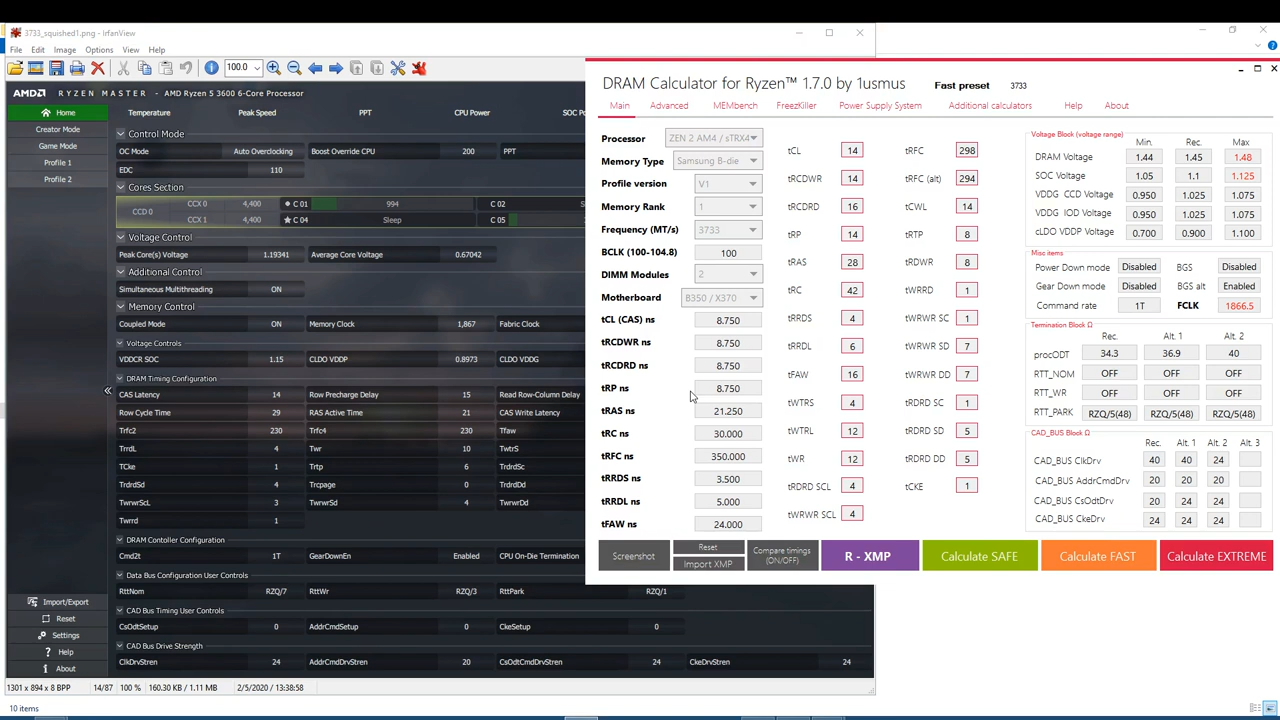 3733_squished1.png - IrfanView
File Edit Image Options View Help
100.0
AMD RYZEN MASTER - AMD Ryzen 5 3600 6-Core Processor
Home
Creator Mode
Game Mode
Profile 1
Profile 2
Import/Export
Reset
Settings
Help
About
Temperature Peak Speed PPT CPU Power SOC Po
Control Mode
OC Mode Auto Overclocking Boost Override CPU 200 PPT
EDC 110
Cores Section
CCD 0 CCX 0 4,400 C 01 994 C 02 S
CCX 1 4,400 C 04 Sleep C 05
Voltage Control
Peak Core(s) Voltage 1.19341 Average Core Voltage 0.67042
Additional Control
Simultaneous Multithreading ON
Memory Control
Coupled Mode ON Memory Clock 1,867 Fabric Clock
Voltage Controls
VDDCR SOC 1.15 CLDO VDDP 0.8973 CLDO VDDG
DRAM Timing Configuration
CAS Latency 14 Row Precharge Delay 15 Read Row-Column Delay
Row Cycle Time 29 RAS Active Time 21 CAS Write Latency
Trfc2 230 Trfc4 230 Tfaw
TrrdL 4 Twr 10 TwtrS
TCke 1 Trtp 6 TrdrdSc
TrdrdSd 4 Trcpage 0 TrdrdDd
TwrwrScL 3 TwrwrSd 4 TwrwrDd
Twrrd 1
DRAM Controller Configuration
Cmd2t 1T GearDownEn Enabled CPU On-Die Termination
Data Bus Configuration User Controls
RttNom RZQ/7 RttWr RZQ/3 RttPark RZQ/1
CAD Bus Timing User Controls
CsOdtSetup 0 AddrCmdSetup 0 CkeSetup 0
CAD Bus Drive Strength
ClkDrvStren 24 AddrCmdDrvStren 20 CsOdtCmdDrvStren 24 CkeDrvStren 24
1301 x 894 x 8 BPP 14/87 100 % 160.30 KB / 1.11 MB 2/5/2020 / 13:38:58
10 items
DRAM Calculator for Ryzen™ 1.7.0 by 1usmus Fast preset 3733
Main Advanced MEMbench FreezKiller Power Supply System Additional calculators Help About
Processor ZEN 2 AM4 / sTRX4
Memory Type Samsung B-die
Profile version V1
Memory Rank 1
Frequency (MT/s) 3733
BCLK (100-104.8) 100
DIMM Modules 2
Motherboard B350 / X370
tCL (CAS) ns 8.750
tRCDWR ns 8.750
tRCDRD ns 8.750
tRP ns 8.750
tRAS ns 21.250
tRC ns 30.000
tRFC ns 350.000
tRRDS ns 3.500
tRRDL ns 5.000
tFAW ns 24.000
tCL 14
tRCDWR 14
tRCDRD 16
tRP 14
tRAS 28
tRC 42
tRRDS 4
tRRDL 6
tFAW 16
tWTRS 4
tWTRL 12
tWR 12
tRDRD SCL 4
tWRWR SCL 4
tRFC 298
tRFC (alt) 294
tCWL 14
tRTP 8
tRDWR 8
tWRRD 1
tWRWR SC 1
tWRWR SD 7
tWRWR DD 7
tRDRD SC 1
tRDRD SD 5
tRDRD DD 5
tCKE 1
Voltage Block (voltage range) Min. Rec. Max
DRAM Voltage 1.44 1.45 1.48
SOC Voltage 1.05 1.1 1.125
VDDG CCD Voltage 0.950 1.025 1.075
VDDG IOD Voltage 0.950 1.025 1.075
cLDO VDDP Voltage 0.700 0.900 1.100
Misc items
Power Down mode Disabled BGS Disabled
Gear Down mode Disabled BGS alt Enabled
Command rate 1T FCLK 1866.5
Termination Block Ω
Rec. Alt. 1 Alt. 2
procODT 34.3 36.9 40
RTT_NOM OFF OFF OFF
RTT_WR OFF OFF OFF
RTT_PARK RZQ/5(48) RZQ/5(48) RZQ/5(48)
CAD_BUS Block Ω
Rec. Alt. 1 Alt. 2 Alt. 3
CAD_BUS ClkDrv 40 40 24
CAD_BUS AddrCmdDrv 20 20 20
CAD_BUS CsOdtDrv 24 24 24
CAD_BUS CkeDrv 24 24 24
Screenshot
Reset
Import XMP
Compare timings
(ON/OFF)
R - XMP
Calculate SAFE
Calculate FAST
Calculate EXTREME